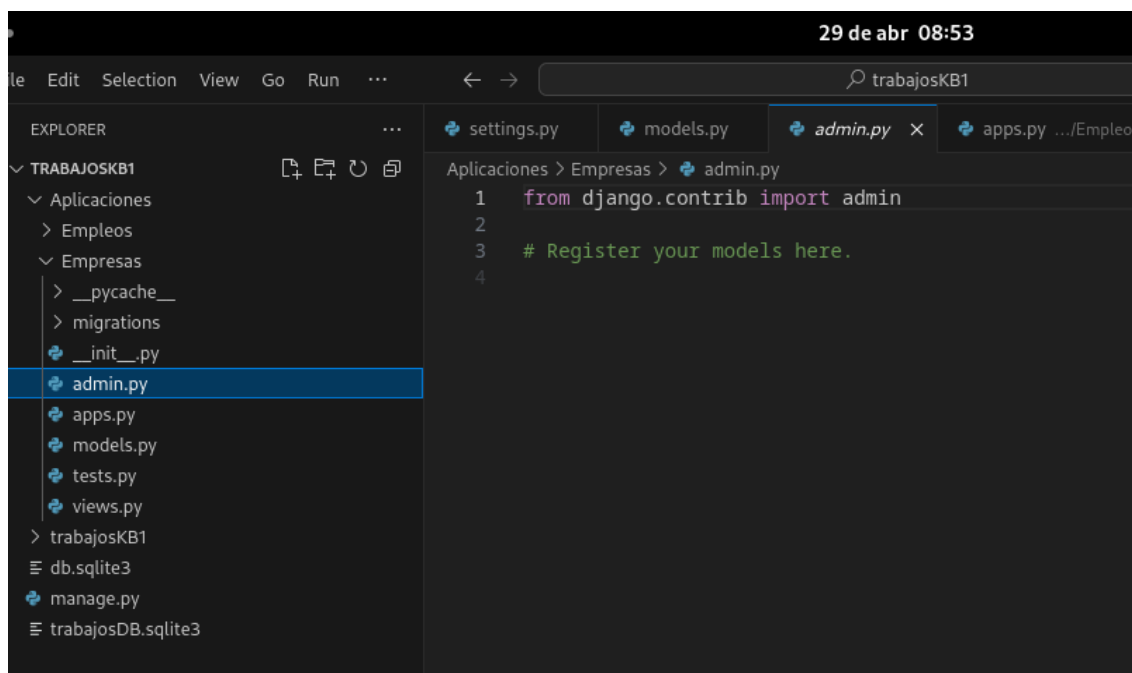 29 de abr 08:53
ile Edit Selection View Go Run ··· ← → trabajosKB1
EXPLORER ···
settings.py models.py admin.py × apps.py .../Empleo
TRABAJOSKB1
Aplicaciones > Empresas > admin.py
Aplicaciones
Empleos
Empresas
__pycache__
migrations
__init__.py
admin.py
apps.py
models.py
tests.py
views.py
trabajosKB1
db.sqlite3
manage.py
trabajosDB.sqlite3
1 from django.contrib import admin
2
3 # Register your models here.
4